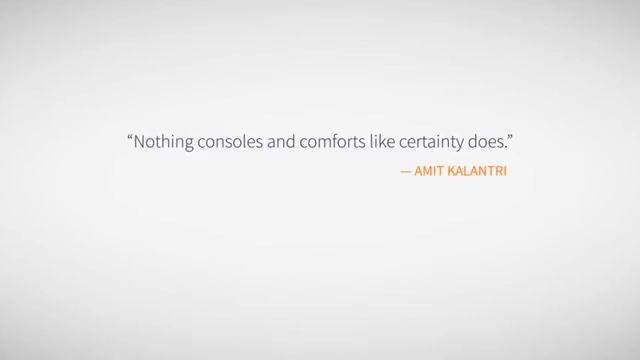 “Nothing consoles and comforts like certainty does.”
— AMIT KALANTRI